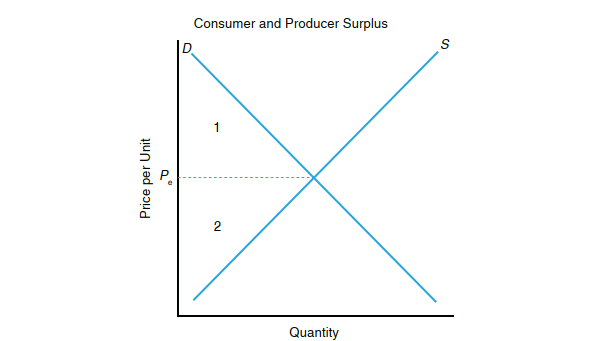 Consumer and Producer Surplus
D
S
1
Price per Unit
Pe
2
Quantity